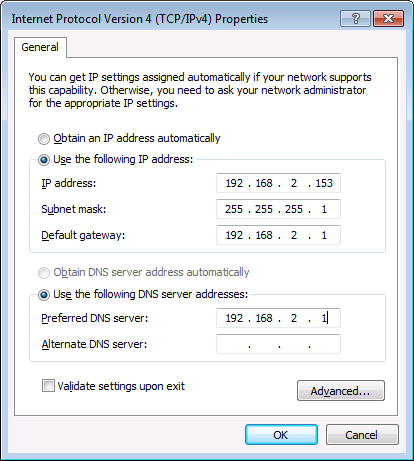 Internet Protocol Version 4 (TCP/IPv4) Properties
General
You can get IP settings assigned automatically if your network supports
this capability. Otherwise, you need to ask your network administrator
for the appropriate IP settings.
Obtain an IP address automatically
Use the following IP address:
IP address: 192 . 168 . 2 . 153
Subnet mask: 255 . 255 . 255 . 1
Default gateway: 192 . 168 . 2 . 1
Obtain DNS server address automatically
Use the following DNS server addresses:
Preferred DNS server: 192 . 168 . 2 . 1
Alternate DNS server: . . .
Validate settings upon exit
Advanced...
OK Cancel